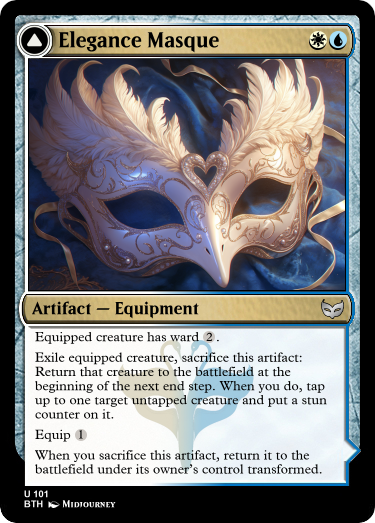 Elegance Masque
Artifact — Equipment
Equipped creature has ward 2.
Exile equipped creature, sacrifice this artifact:
Return that creature to the battlefield at the
beginning of the next end step. When you do, tap
up to one target untapped creature and put a stun
counter on it.
Equip 1
When you sacrifice this artifact, return it to the
battlefield under its owner's control transformed.
U 101
BTH Midjourney